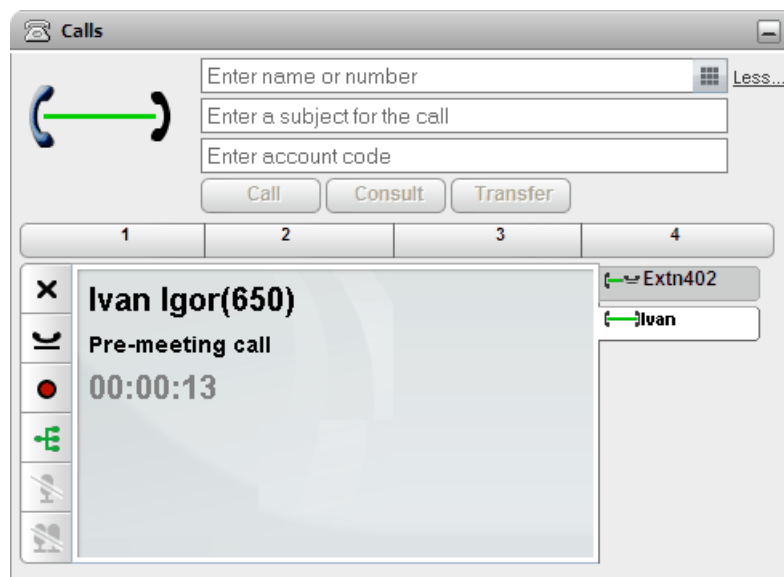 Calls
Enter name or number
Less...
Enter a subject for the call
Enter account code
Call Consult Transfer
1 2 3 4
Ivan Igor(650)
Pre-meeting call
00:00:13
Extn402
Ivan